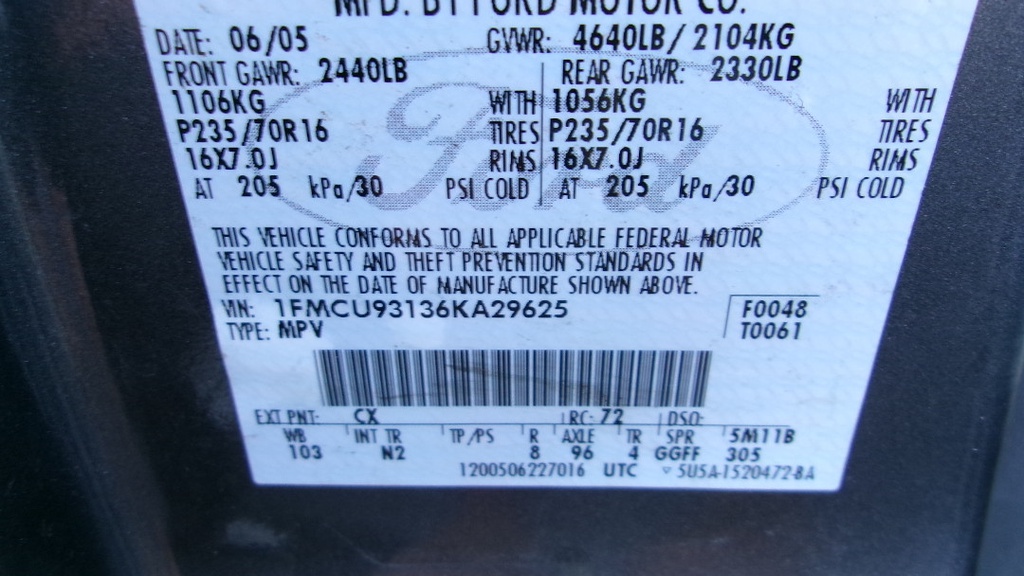 MFD. BY FORD MOTOR CO.
DATE: 06/05 GVWR: 4640LB/ 2104KG
FRONT GAWR: 2440LB REAR GAWR: 2330LB
1106KG WITH 1056KG WITH
P235/70R16 TIRES P235/70R16 TIRES
16X7.0J RIMS 16X7.0J RIMS
AT 205 kPa/30 PSI COLD AT 205 kPa/30 PSI COLD
Ford
THIS VEHICLE CONFORMS TO ALL APPLICABLE FEDERAL MOTOR
VEHICLE SAFETY AND THEFT PREVENTION STANDARDS IN
EFFECT ON THE DATE OF MANUFACTURE SHOWN ABOVE.
VIN: 1FMCU93136KA29625 F0048
TYPE: MPV T0061
EXT PNT: CX RC: 72 DSO:
WB INT TR TP/PS R AXLE TR SPR 5M11B
103 N2 8 96 4 GGFF 305
1200506227016 UTC ▿ 5U5A-1520472-BA